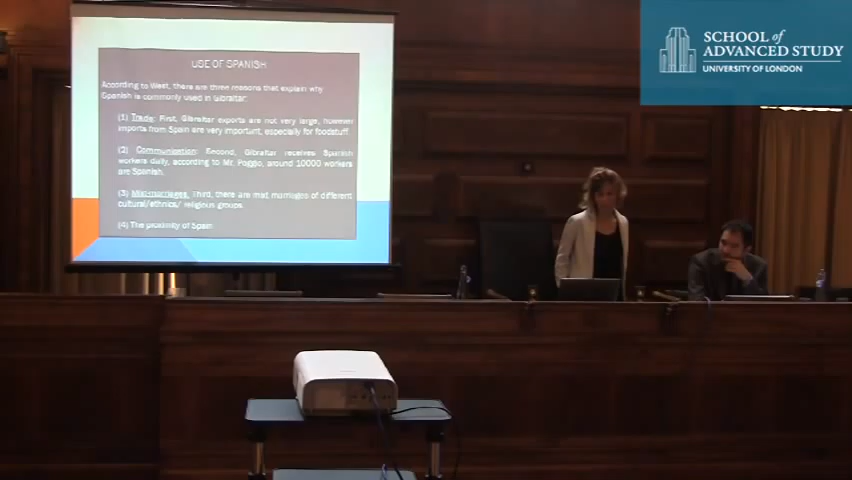 USE OF SPANISH
According to West, there are three reasons that explain why
Spanish is commonly used in Gibraltar:
(1) Trade: First, Gibraltar exports are not very large, however
imports from Spain are very important, especially for foodstuff.
(2) Communication: Second, Gibraltar receives Spanish
workers daily, according to Mr. Poggio, around 10000 workers
are Spanish.
(3) Mix-marriages. Third, there are mat marriages of different
cultural/ethnics/ religious groups.
(4) The proximity of Spain
SCHOOL of
ADVANCED STUDY
UNIVERSITY OF LONDON